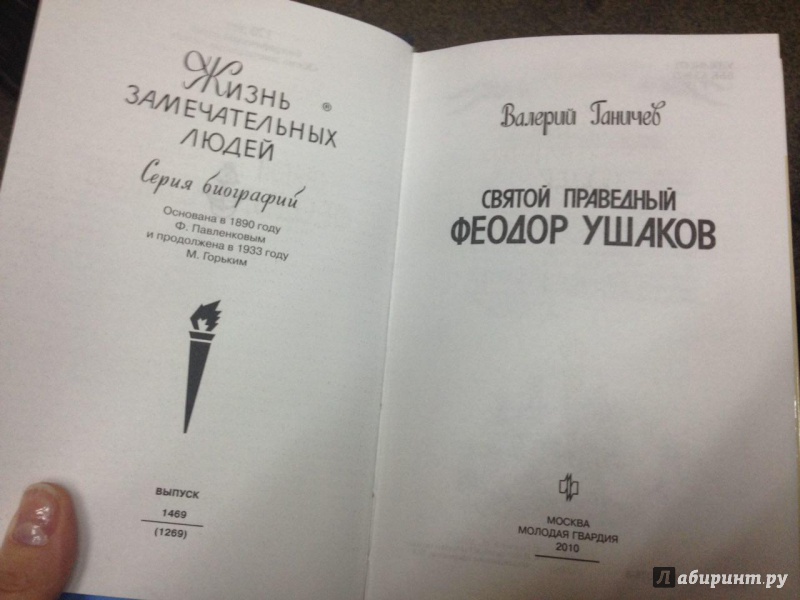 Жизнь ®
ЗАМЕЧАТЕЛЬНЫХ
ЛЮДЕЙ
Серия биографий
Основана в 1890 году
Ф. Павленковым
и продолжена в 1933 году
М. Горьким
ВЫПУСК
1469
(1269)
Валерий Ганичев
СВЯТОЙ ПРАВЕДНЫЙ
ФЕОДОР УШАКОВ
МОСКВА
МОЛОДАЯ ГВАРДИЯ
2010
Лабиринт.ру